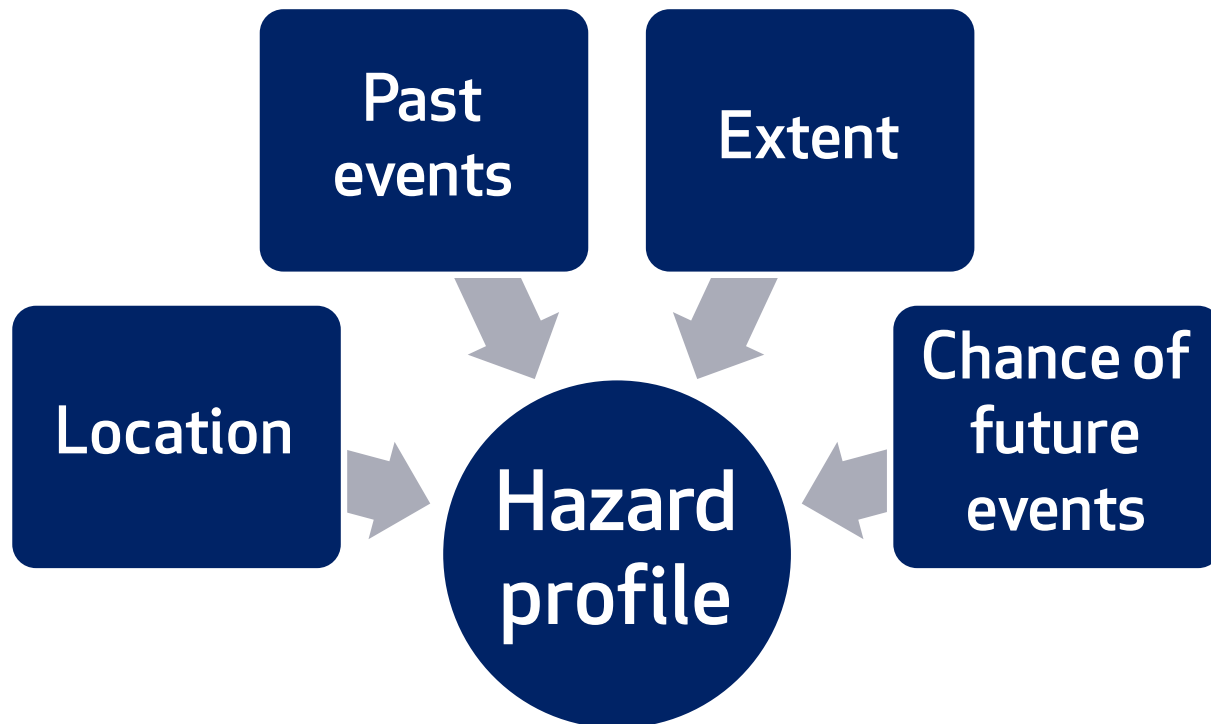 Past
events
Extent
Location
Chance of
future
events
Hazard
profile